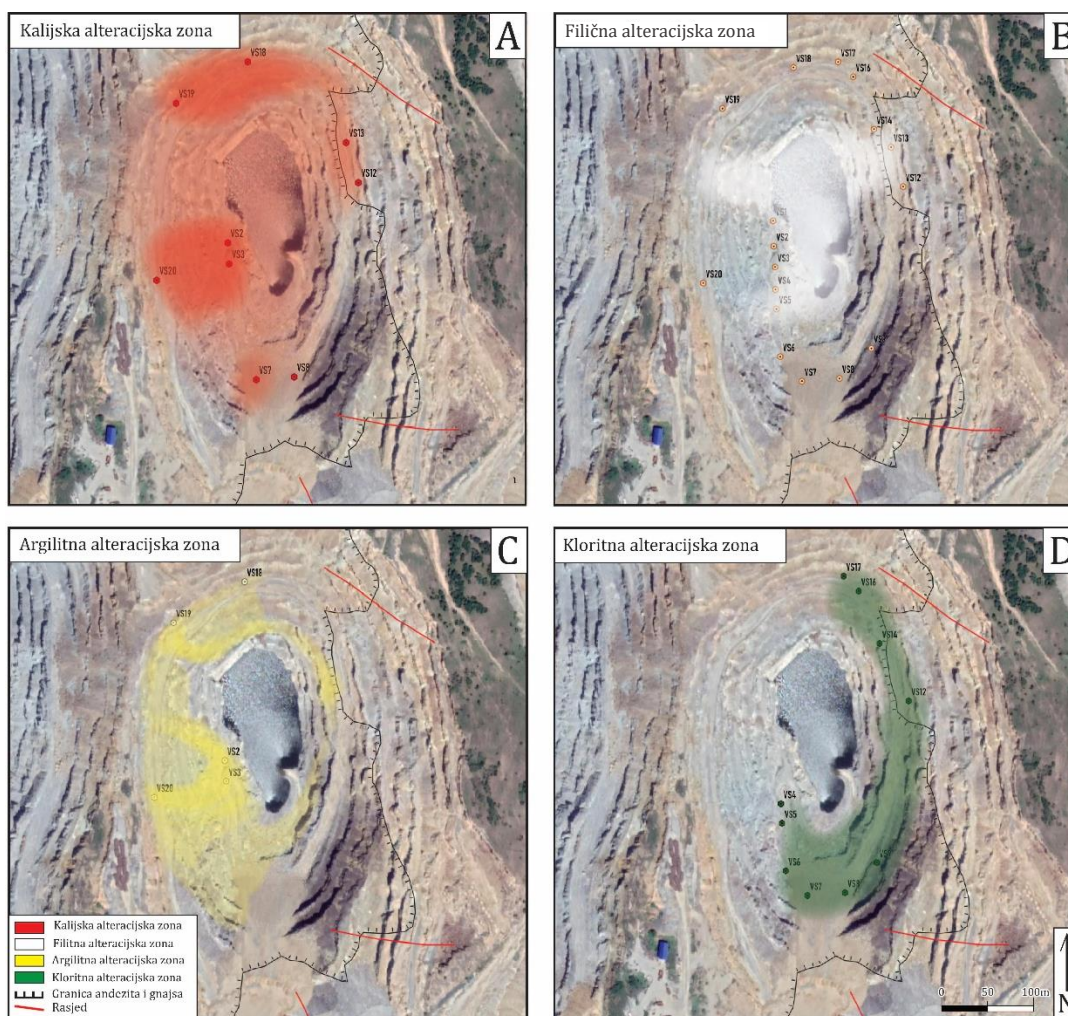 Kalijska alteracijska zona
A
VS18
VS19
VS13
VS12
VS2
VS3
VS20
VS7
VS8
Filična alteracijska zona
B
VS18
VS17
VS16
VS19
VS14
VS13
VS12
VS2
VS3
VS20
VS4
VS5
VS6
VS7
VS8
Argilitna alteracijska zona
C
VS18
VS19
VS2
VS3
VS20
Kalijska alteracijska zona
Filitna alteracijska zona
Argilitna alteracijska zona
Kloritna alteracijska zona
Granica andezita i gnajsa
Rasjed
Kloritna alteracijska zona
D
VS17
VS16
VS14
VS12
VS4
VS5
VS6
VS7
0 50 100m
N